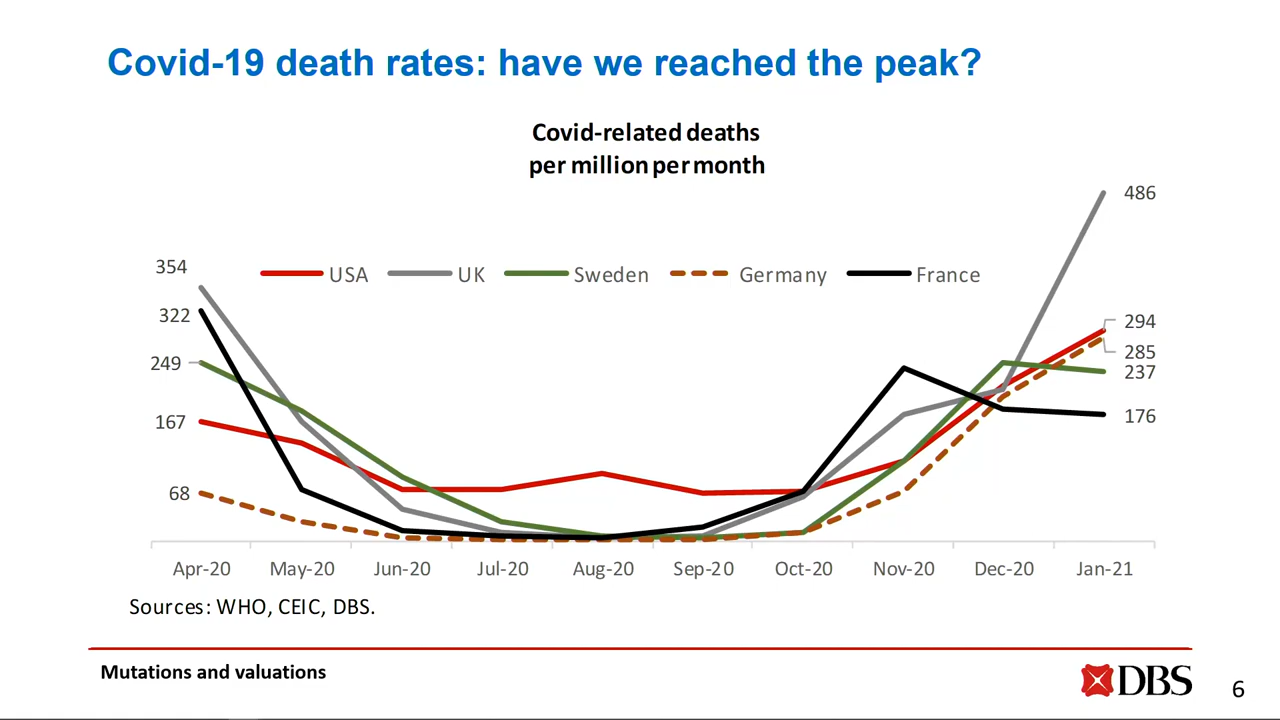 Covid-19 death rates: have we reached the peak?
Covid-related deaths
per million per month
486
354
USA UK Sweden Germany France
322
294
285
249
237
167
176
68
Apr-20 May-20 Jun-20 Jul-20 Aug-20 Sep-20 Oct-20 Nov-20 Dec-20 Jan-21
Sources: WHO, CEIC, DBS.
Mutations and valuations
DBS
6